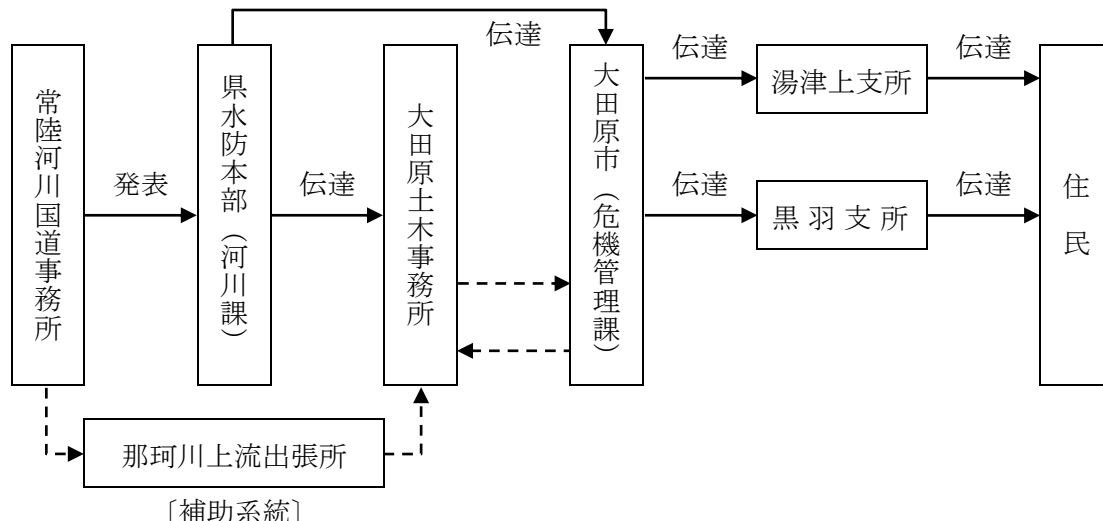 常陸河川国道事務所
発表
県水防本部（河川課）
伝達
大田原土木事務所
伝達
大田原市（危機管理課）
伝達
湯津上支所
伝達
伝達
黒羽支所
伝達
住民
那珂川上流出張所
〔補助系統〕